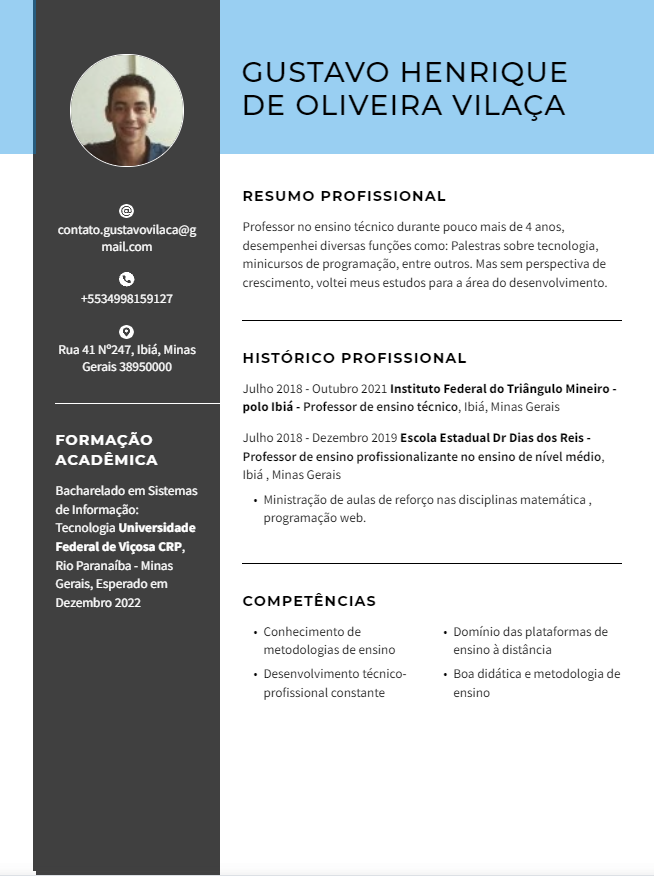 GUSTAVO HENRIQUE
DE OLIVEIRA VILAÇA
contato.gustavovilaca@g
mail.com
+5534998159127
Rua 41 Nº247, Ibiá, Minas
Gerais 38950000
FORMAÇÃO
ACADÊMICA
Bacharelado em Sistemas
de Informação:
Tecnologia Universidade
Federal de Viçosa CRP,
Rio Paranaíba - Minas
Gerais, Esperado em
Dezembro 2022
RESUMO PROFISSIONAL
Professor no ensino técnico durante pouco mais de 4 anos,
desempenhei diversas funções como: Palestras sobre tecnologia,
minicursos de programação, entre outros. Mas sem perspectiva de
crescimento, voltei meus estudos para a área do desenvolvimento.
HISTÓRICO PROFISSIONAL
Julho 2018 - Outubro 2021 Instituto Federal do Triângulo Mineiro -
polo Ibiá - Professor de ensino técnico, Ibiá, Minas Gerais
Julho 2018 - Dezembro 2019 Escola Estadual Dr Dias dos Reis -
Professor de ensino profissionalizante no ensino de nível médio,
Ibiá , Minas Gerais
• Ministração de aulas de reforço nas disciplinas matemática ,
programação web.
COMPETÊNCIAS
• Conhecimento de
metodologias de ensino
• Desenvolvimento técnico-
profissional constante
• Domínio das plataformas de
ensino à distância
• Boa didática e metodologia de
ensino